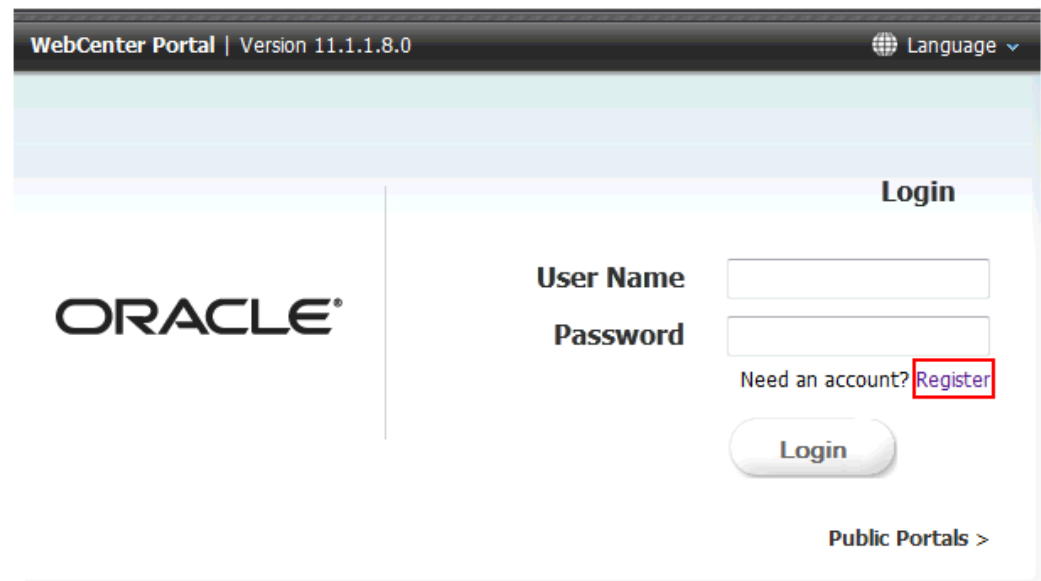 WebCenter Portal | Version 11.1.1.8.0 Language
Login
ORACLE®
User Name
Password
Need an account? Register
Login
Public Portals >